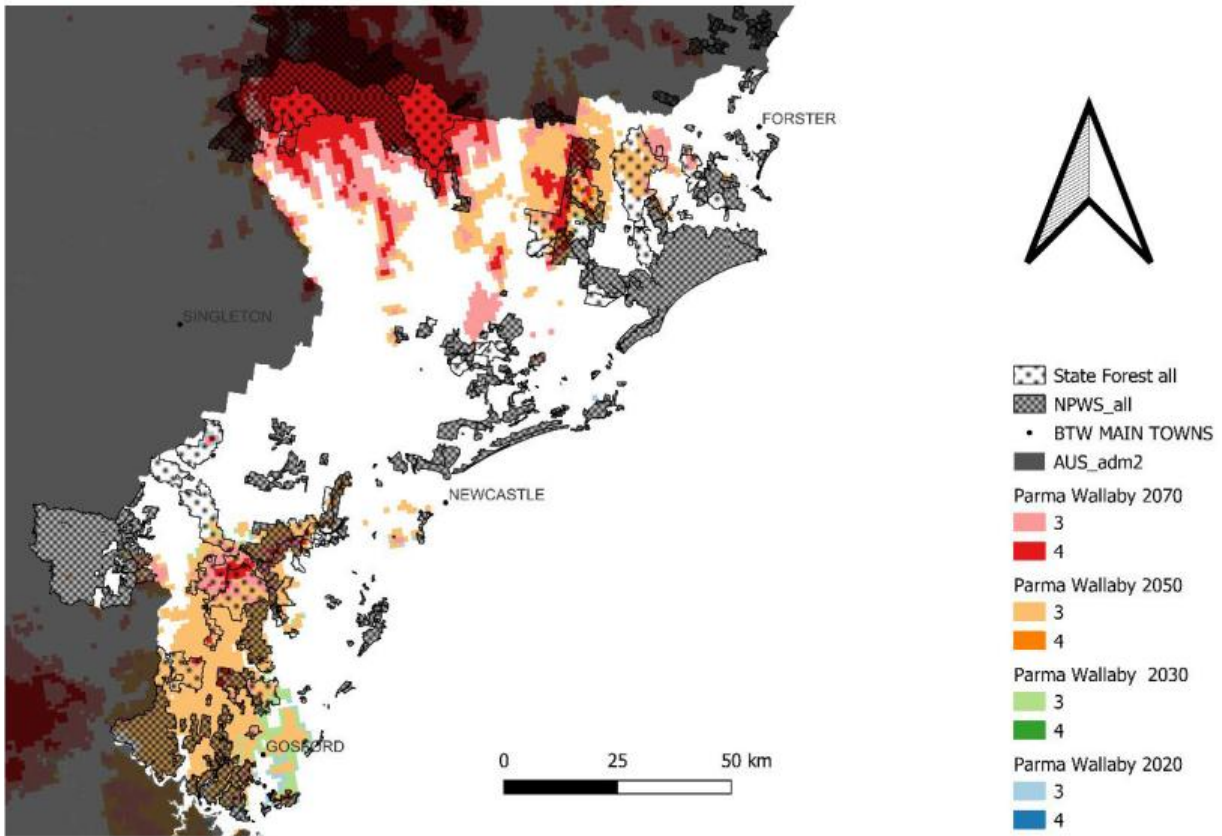 FORSTER
SINGLETON
NEWCASTLE
GOSFORD
0 25 50 km
State Forest all
NPWS_all
BTW MAIN TOWNS
AUS_adm2
Parma Wallaby 2070
3
4
Parma Wallaby 2050
3
4
Parma Wallaby 2030
3
4
Parma Wallaby 2020
3
4